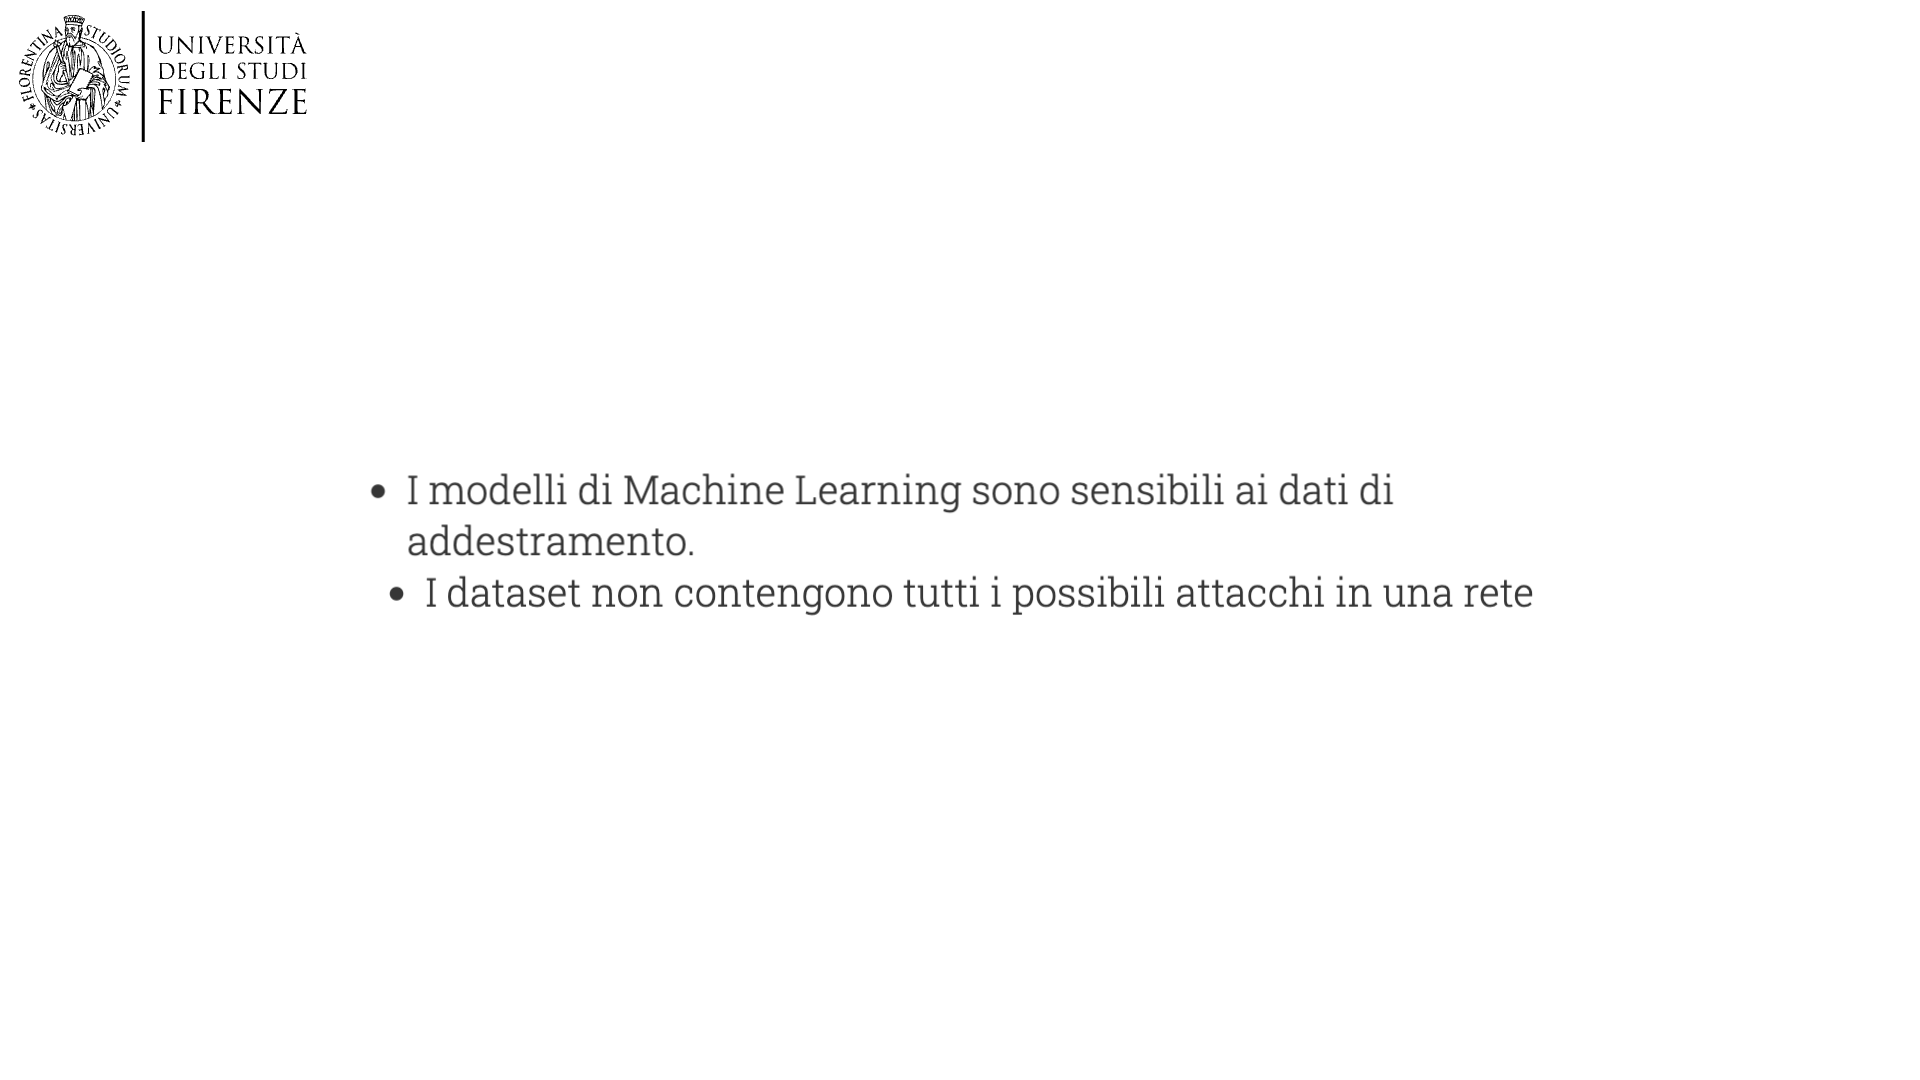 FLORENTINA STUDIORUM UNIVERSITAS
UNIVERSITÀ
DEGLI STUDI
FIRENZE
• I modelli di Machine Learning sono sensibili ai dati di
addestramento.
• I dataset non contengono tutti i possibili attacchi in una rete